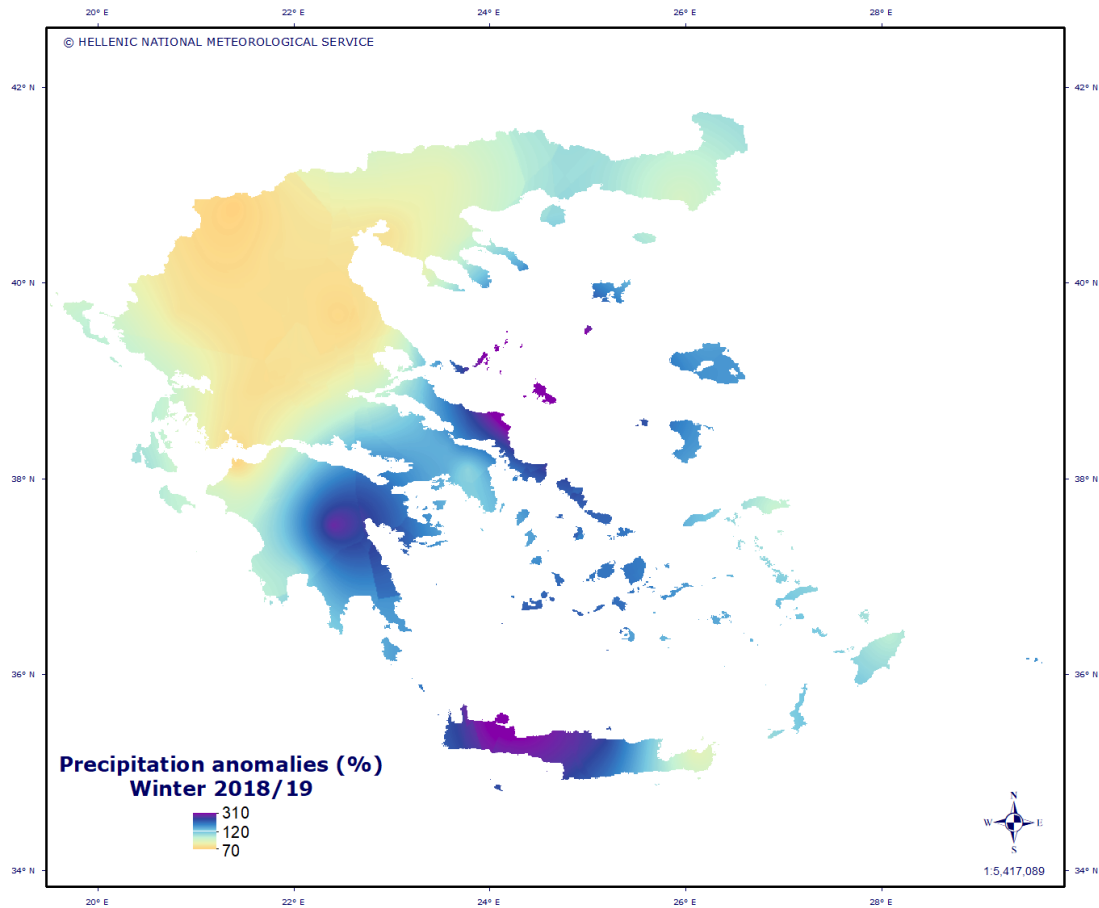 20° E 22° E 24° E 26° E 28° E
© HELLENIC NATIONAL METEOROLOGICAL SERVICE
42° N 42° N
40° N 40° N
38° N 38° N
36° N 36° N
Precipitation anomalies (%)
Winter 2018/19
310
120
70
N
W E
S
1:5,417,089
34° N 34° N
20° E 22° E 24° E 26° E 28° E